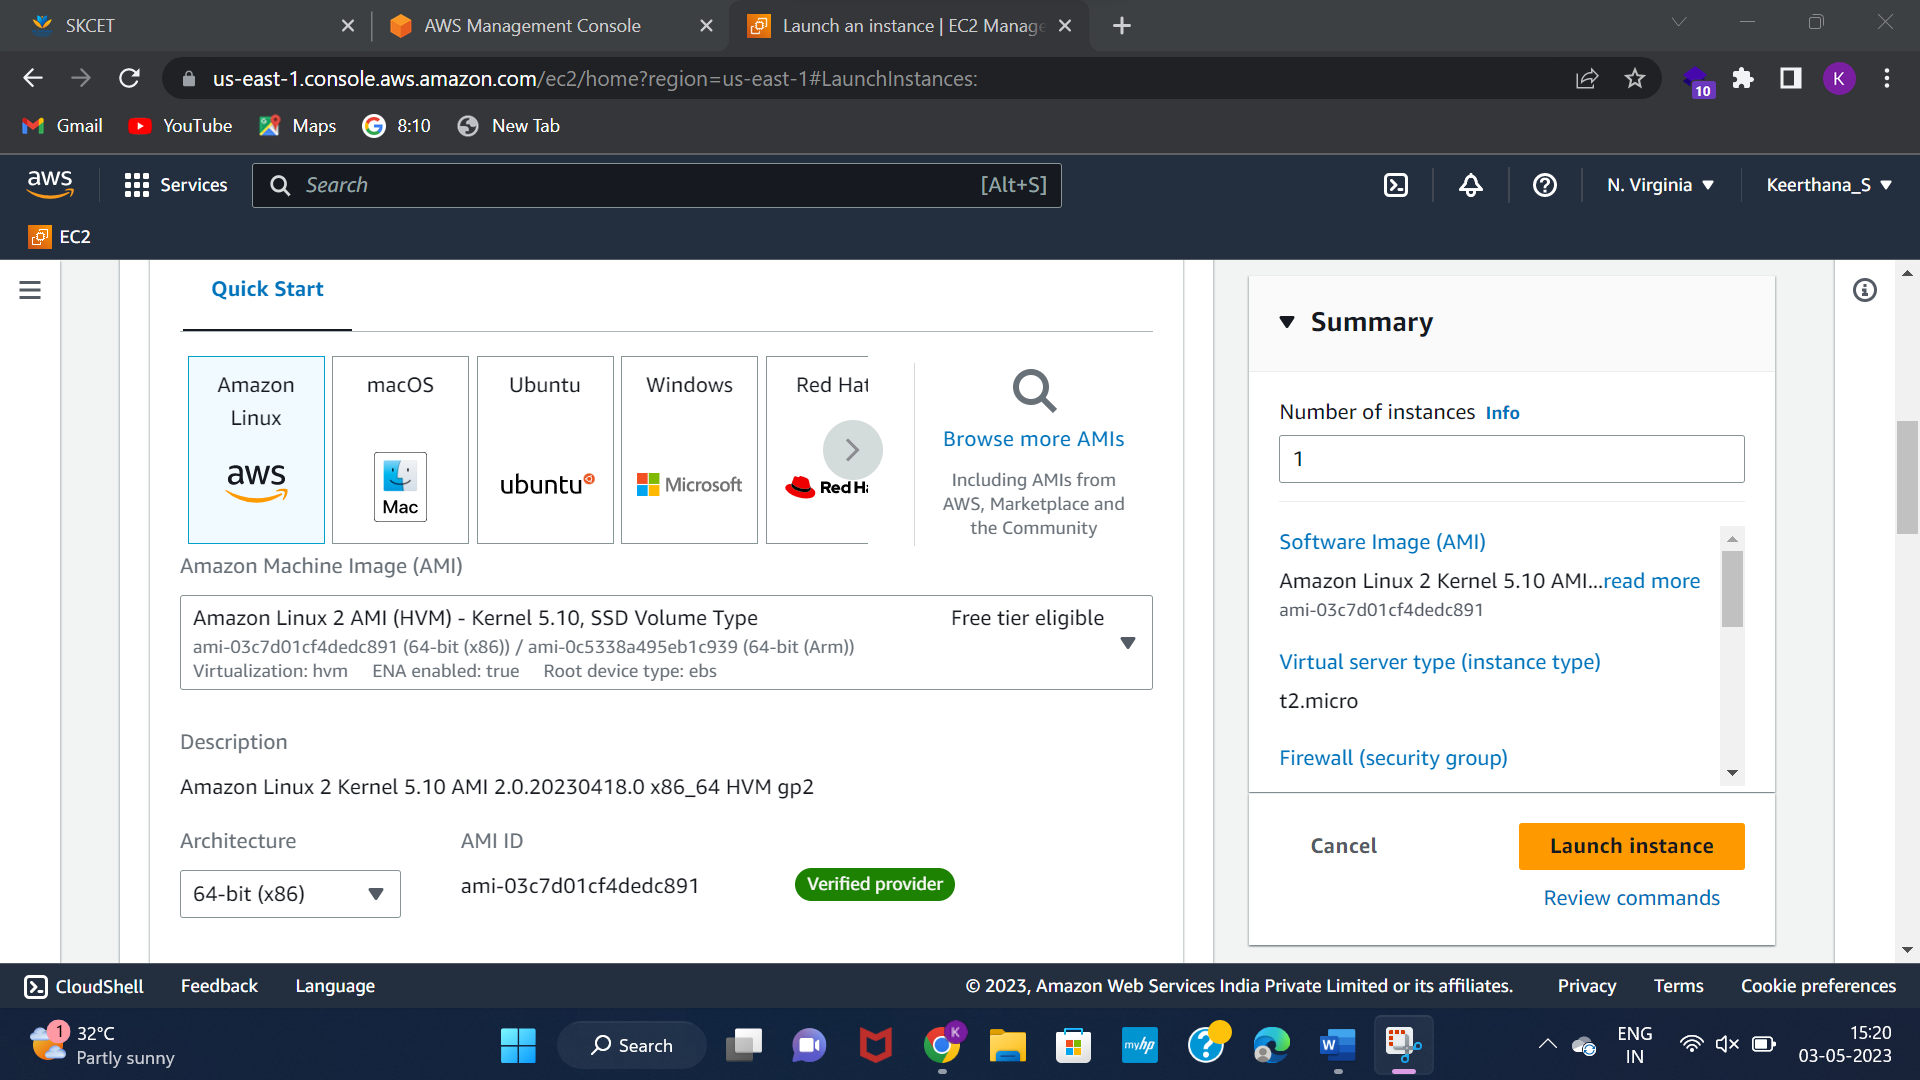 SKCET
AWS Management Console
Launch an instance | EC2 Manage
us-east-1.console.aws.amazon.com/ec2/home?region=us-east-1#LaunchInstances:
10
K
Gmail
YouTube
Maps
8:10
New Tab
aws
Services
Search
[Alt+S]
N. Virginia
Keerthana_S
EC2
Quick Start
Amazon Linux
aws
macOS
Mac
Ubuntu
ubuntu
Windows
Microsoft
Red Hat
Red Ha
Browse more AMIs
Including AMIs from
AWS, Marketplace and
the Community
Amazon Machine Image (AMI)
Amazon Linux 2 AMI (HVM) - Kernel 5.10, SSD Volume Type
Free tier eligible
ami-03c7d01cf4dedc891 (64-bit (x86)) / ami-0c5338a495eb1c939 (64-bit (Arm))
Virtualization: hvm ENA enabled: true Root device type: ebs
Description
Amazon Linux 2 Kernel 5.10 AMI 2.0.20230418.0 x86_64 HVM gp2
Architecture
AMI ID
64-bit (x86)
ami-03c7d01cf4dedc891
Verified provider
Summary
Number of instances Info
1
Software Image (AMI)
Amazon Linux 2 Kernel 5.10 AMI...read more
ami-03c7d01cf4dedc891
Virtual server type (instance type)
t2.micro
Firewall (security group)
Cancel
Launch instance
Review commands
CloudShell
Feedback
Language
© 2023, Amazon Web Services India Private Limited or its affiliates.
Privacy
Terms
Cookie preferences
1
32°C
Partly sunny
Search
K
myhp
W
ENG
IN
15:20
03-05-2023